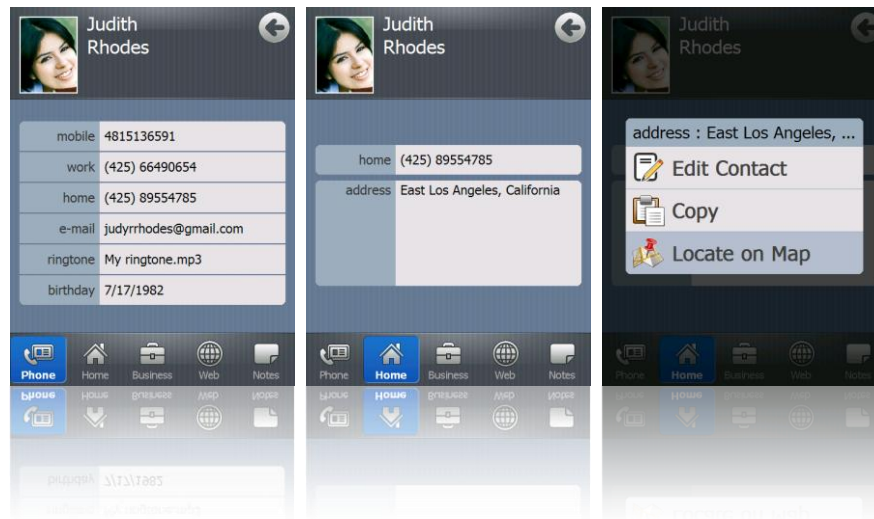 Judith
Rhodes
mobile 4815136591
work (425) 66490654
home (425) 89554785
e-mail judyrrhodes@gmail.com
ringtone My ringtone.mp3
birthday 7/17/1982
Phone Home Business Web Notes
Judith
Rhodes
home (425) 89554785
address East Los Angeles, California
Phone Home Business Web Notes
Judith
Rhodes
address : East Los Angeles, ...
Edit Contact
Copy
Locate on Map
Phone Home Business Web Notes